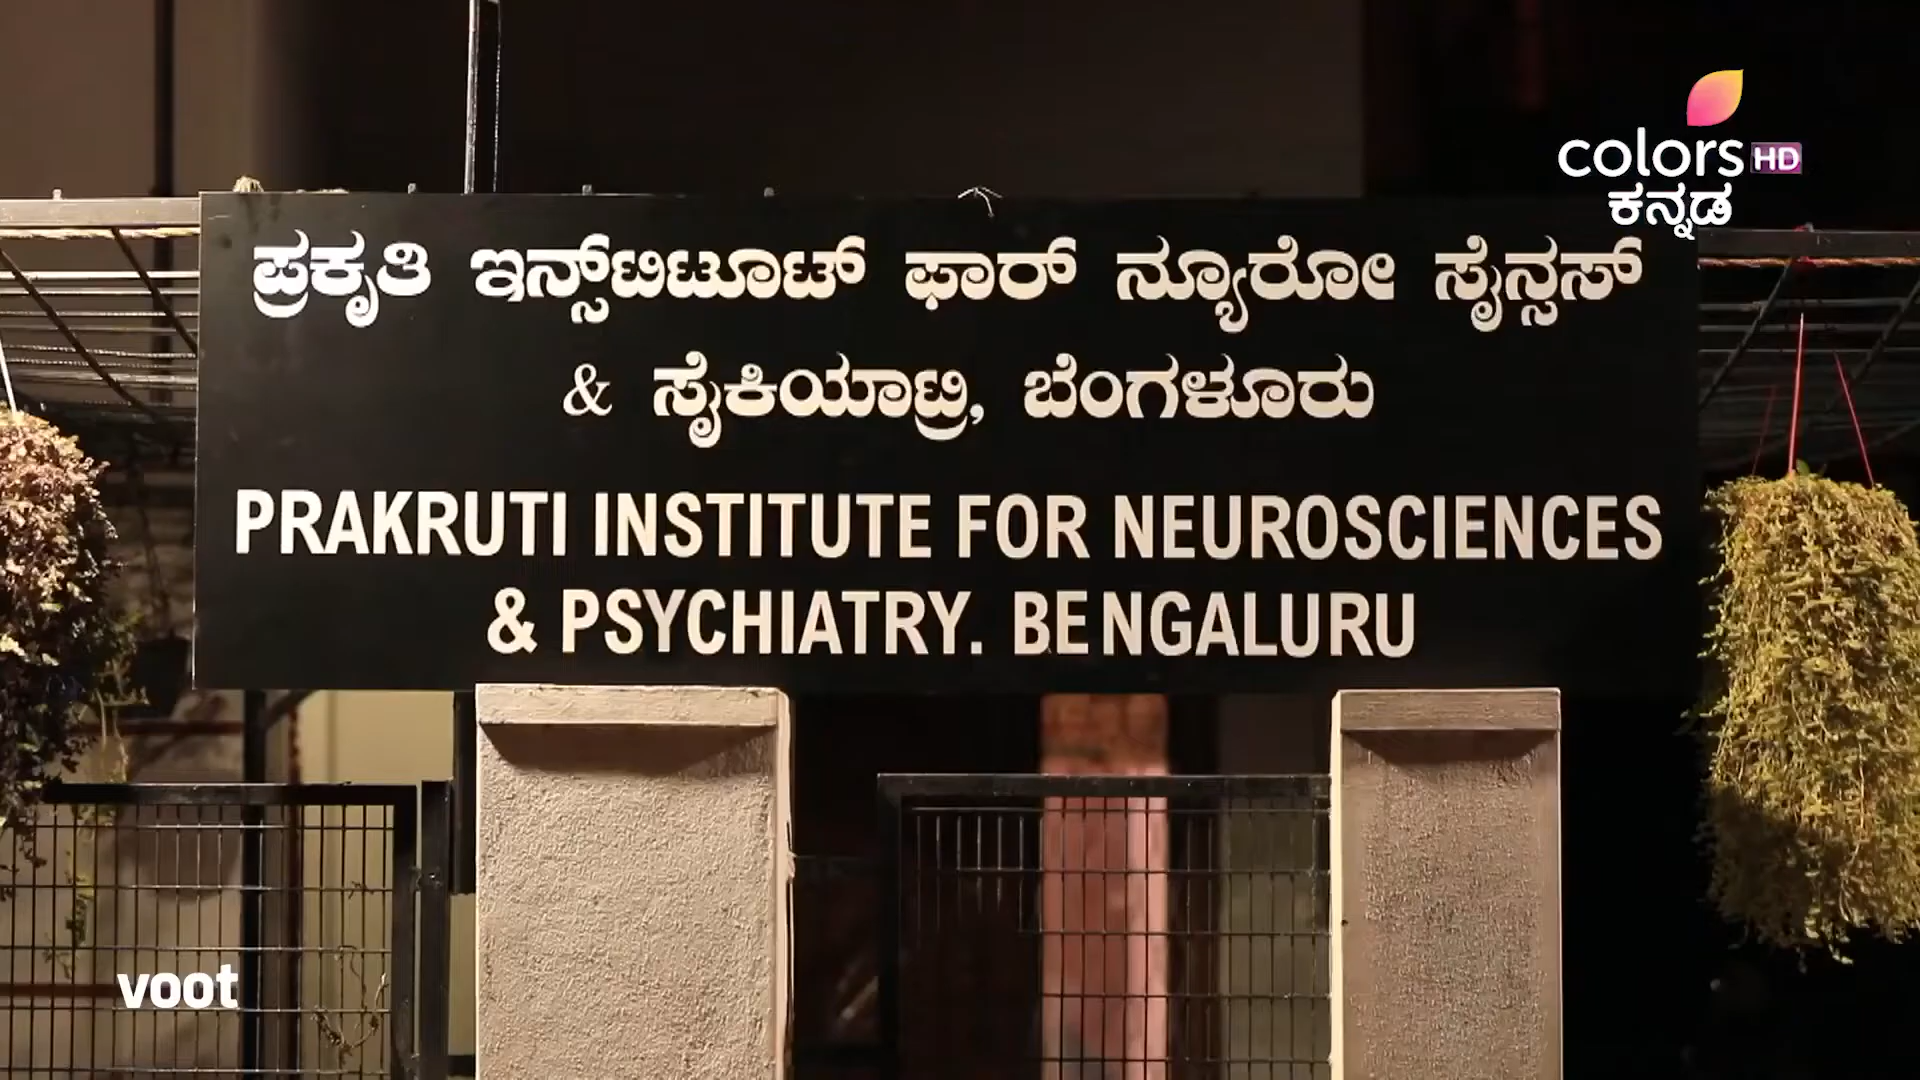 colors HD
ಕನ್ನಡ
ಪ್ರಕೃತಿ ಇನ್ಸ್‌ಟಿಟೂಟ್ ಫಾರ್ ನ್ಯೂರೋ ಸೈನ್ಸಸ್
& ಸೈಕಿಯಾಟ್ರಿ, ಬೆಂಗಳೂರು
PRAKRUTI INSTITUTE FOR NEUROSCIENCES
& PSYCHIATRY. BENGALURU
voot